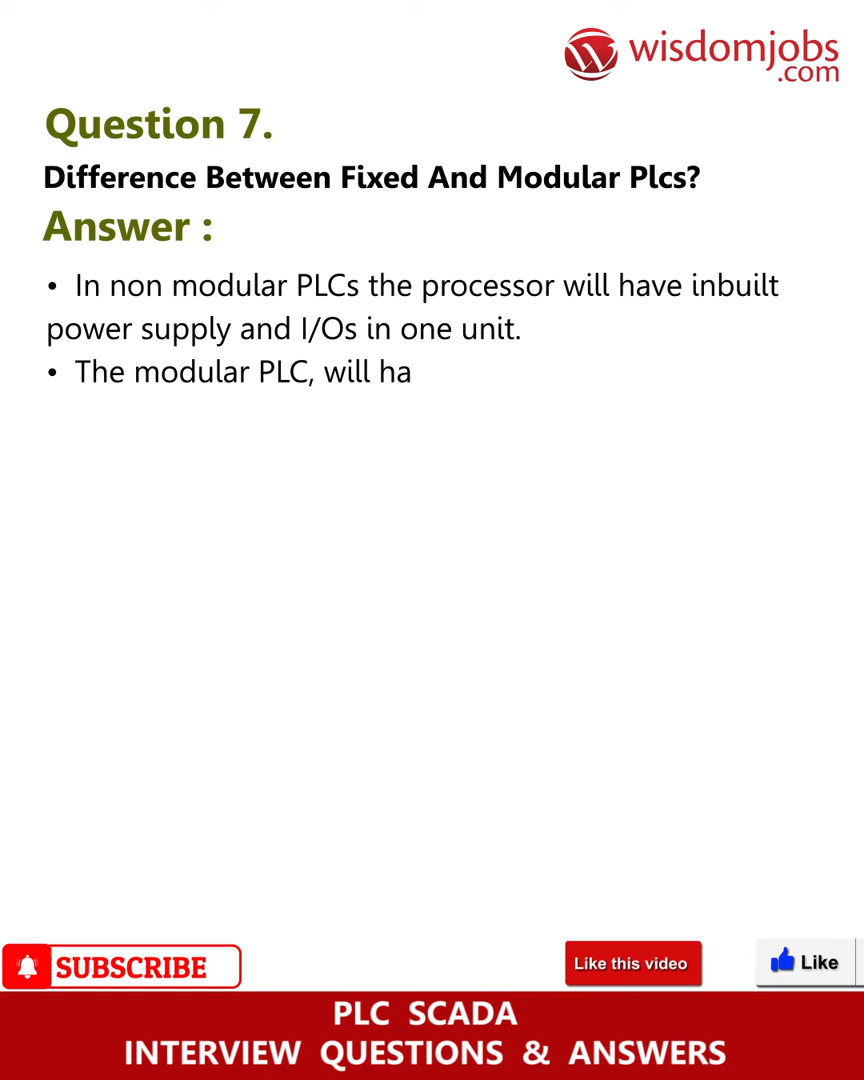 wisdomjobs
.com
Question 7.
Difference Between Fixed And Modular Plcs?
Answer :
• In non modular PLCs the processor will have inbuilt
power supply and I/Os in one unit.
• The modular PLC, will ha
SUBSCRIBE
Like this video
Like
PLC SCADA
INTERVIEW QUESTIONS & ANSWERS